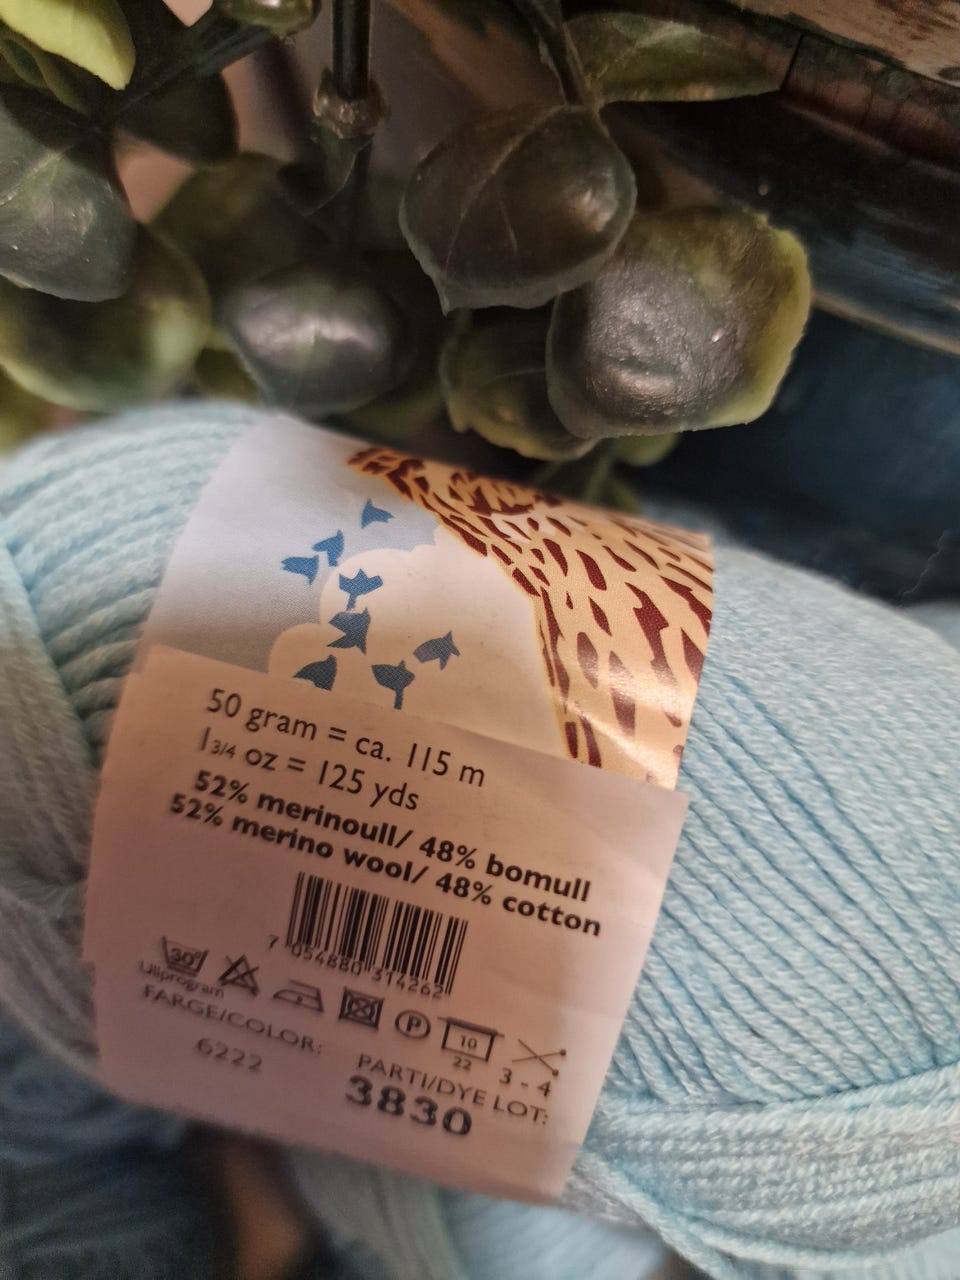 50 gram = ca. 115 m
1 3/4 oz = 125 yds
52% merinoull/ 48% bomull
52% merino wool/ 48% cotton
7 054880 314262
30°
Ullprogram
P
10
22
3 - 4
FARGE/COLOR:
6222
PARTI/DYE LOT:
3830